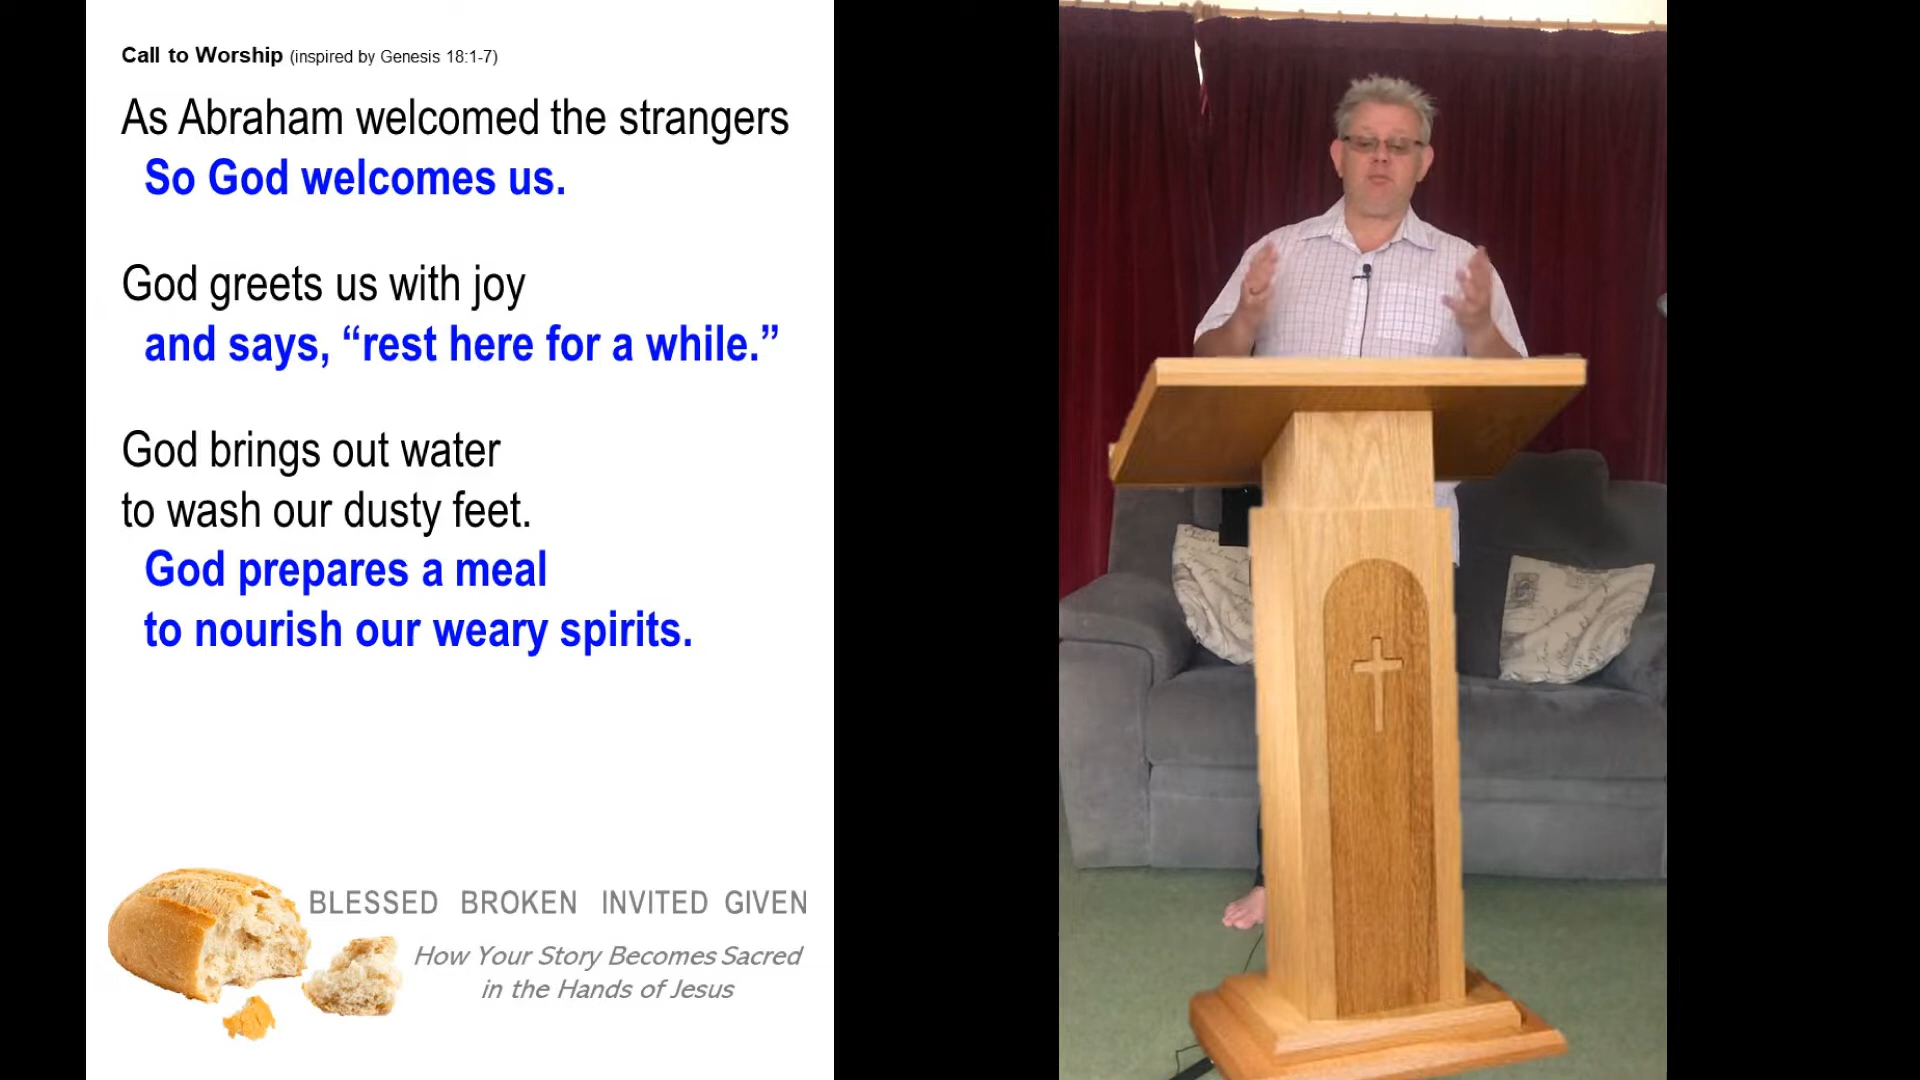 Call to Worship (inspired by Genesis 18:1-7)
As Abraham welcomed the strangers
So God welcomes us.
God greets us with joy
and says, “rest here for a while.”
God brings out water
to wash our dusty feet.
God prepares a meal
to nourish our weary spirits.
BLESSED BROKEN INVITED GIVEN
How Your Story Becomes Sacred
in the Hands of Jesus